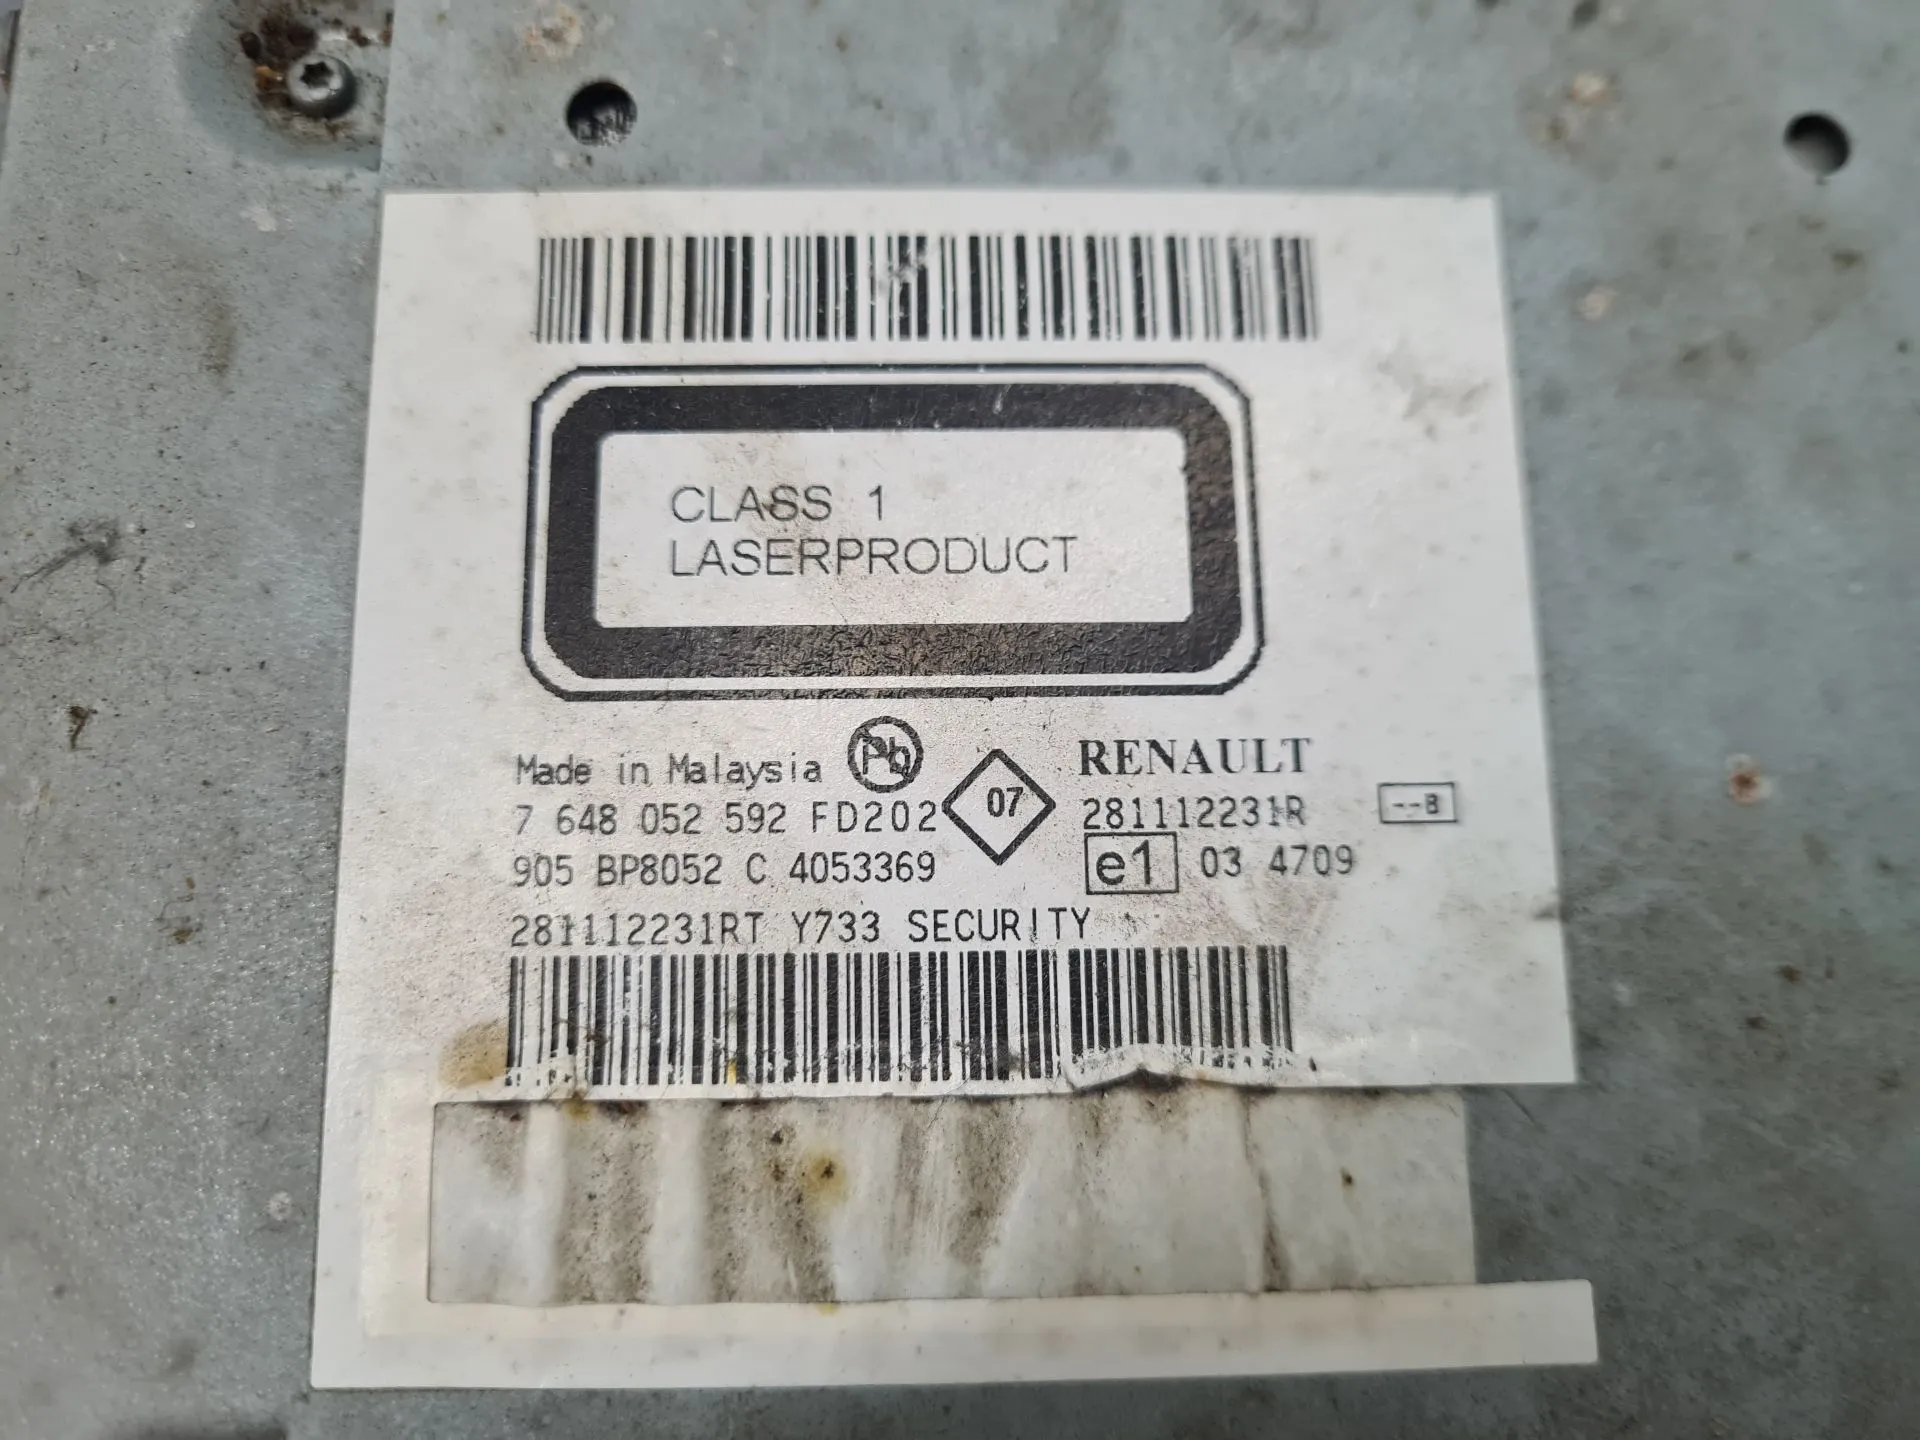 CLASS 1
LASERPRODUCT
Made in Malaysia Pb
7 648 052 592 FD202
905 BP8052 C 4053369
07
RENAULT
281112231R --B
e1 03 4709
281112231RT Y733 SECURITY